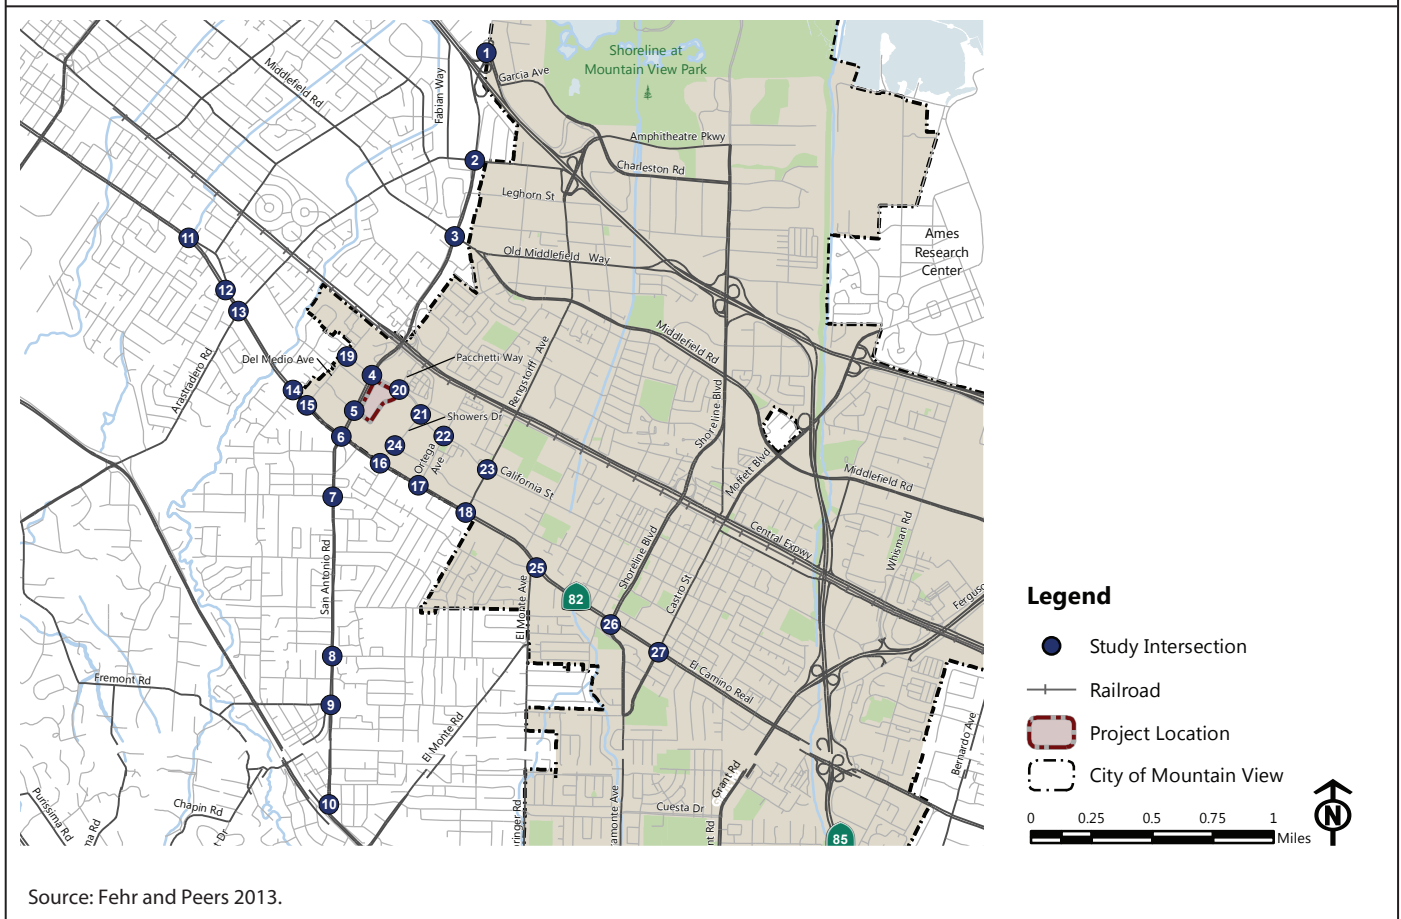 1
Shoreline at
Mountain View Park
Garcia Ave
Middlefield Rd
Fabian Way
Amphitheatre Pkwy
2
Charleston Rd
Leghorn St
11
3
Ames
Research
Center
Old Middlefield Way
12
13
Middlefield Rd
Del Medio Ave
19
Pacchetti Way
Rengstorff Ave
Arastradero Rd
4
14
20
15
5
21
Showers Dr
Shoreline Blvd
6
22
24
Ortega
Ave
16
23
California St
Moffett Blvd
Middlefield Rd
17
7
18
Central Expwy
Whisman Rd
San Antonio Rd
25
El Monte Ave
82
Shoreline Blvd
Castro St
26
27
8
El Camino Real
Fremont Rd
9
El Monte Rd
Bernardo Ave
Grant Rd
Purissima Rd
Chapin Rd
10
Cuesta Dr
85
Legend
Study Intersection
Railroad
Project Location
City of Mountain View
0 0.25 0.5 0.75 1
Miles
N
Source: Fehr and Peers 2013.